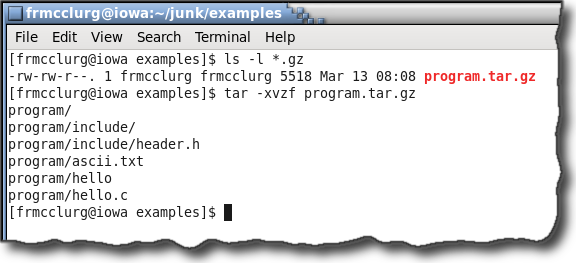 frmcclurg@iowa:~/junk/examples
File Edit View Search Terminal Help
[frmcclurg@iowa examples]$ ls -l *.gz
-rw-rw-r--. 1 frmcclurg frmcclurg 5518 Mar 13 08:08 program.tar.gz
[frmcclurg@iowa examples]$ tar -xvzf program.tar.gz
program/
program/include/
program/include/header.h
program/ascii.txt
program/hello
program/hello.c
[frmcclurg@iowa examples]$